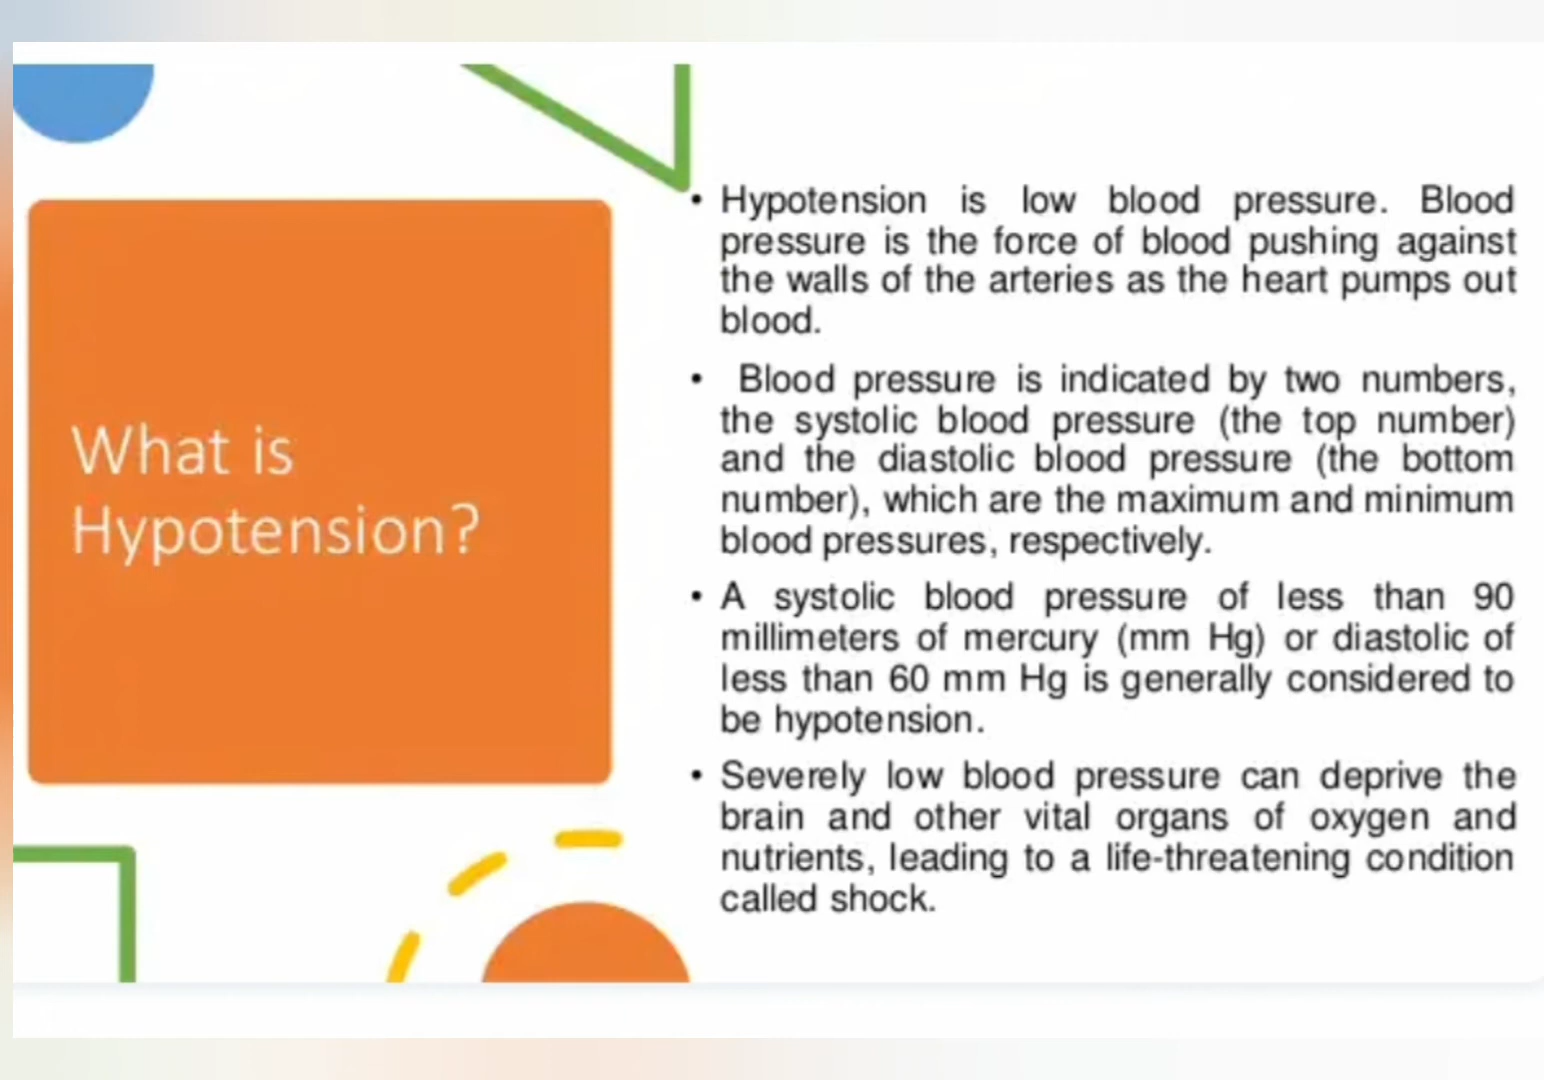 What is
Hypotension?
• Hypotension is low blood pressure. Blood
pressure is the force of blood pushing against
the walls of the arteries as the heart pumps out
blood.
• Blood pressure is indicated by two numbers,
the systolic blood pressure (the top number)
and the diastolic blood pressure (the bottom
number), which are the maximum and minimum
blood pressures, respectively.
• A systolic blood pressure of less than 90
millimeters of mercury (mm Hg) or diastolic of
less than 60 mm Hg is generally considered to
be hypotension.
• Severely low blood pressure can deprive the
brain and other vital organs of oxygen and
nutrients, leading to a life-threatening condition
called shock.